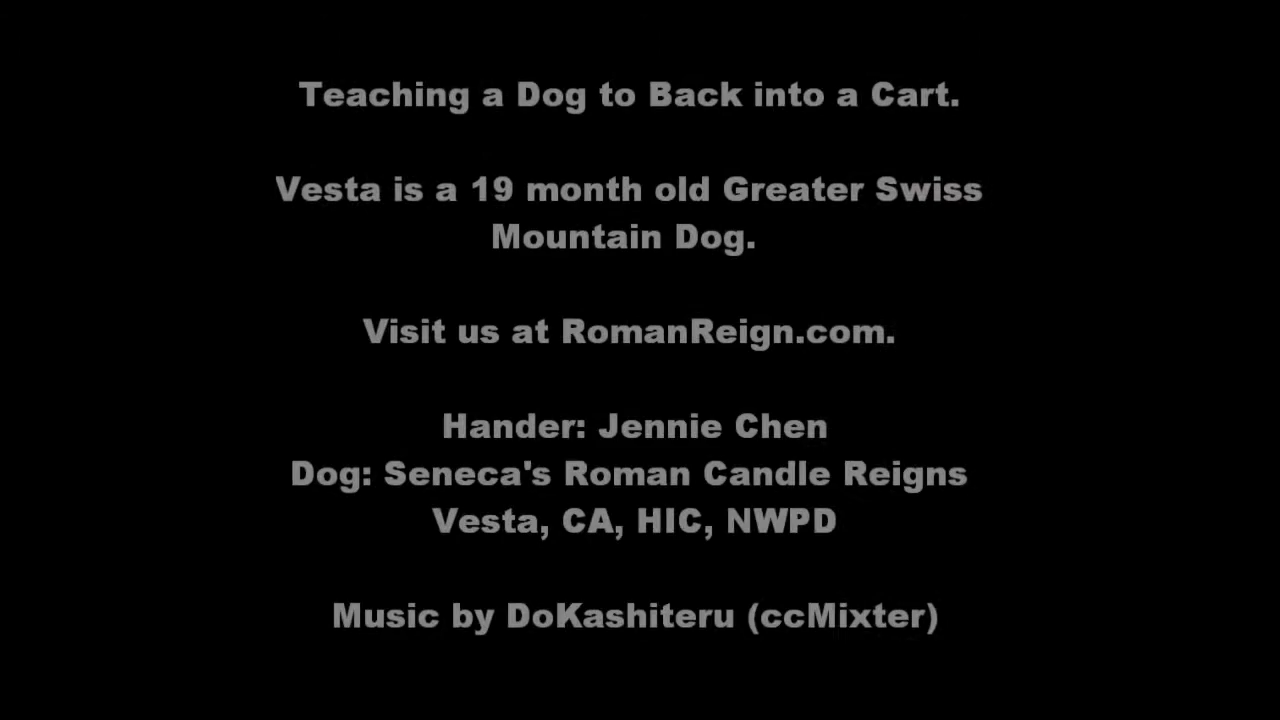 Teaching a Dog to Back into a Cart.
Vesta is a 19 month old Greater Swiss
Mountain Dog.
Visit us at RomanReign.com.
Hander: Jennie Chen
Dog: Seneca's Roman Candle Reigns
Vesta, CA, HIC, NWPD
Music by DoKashiteru (ccMixter)